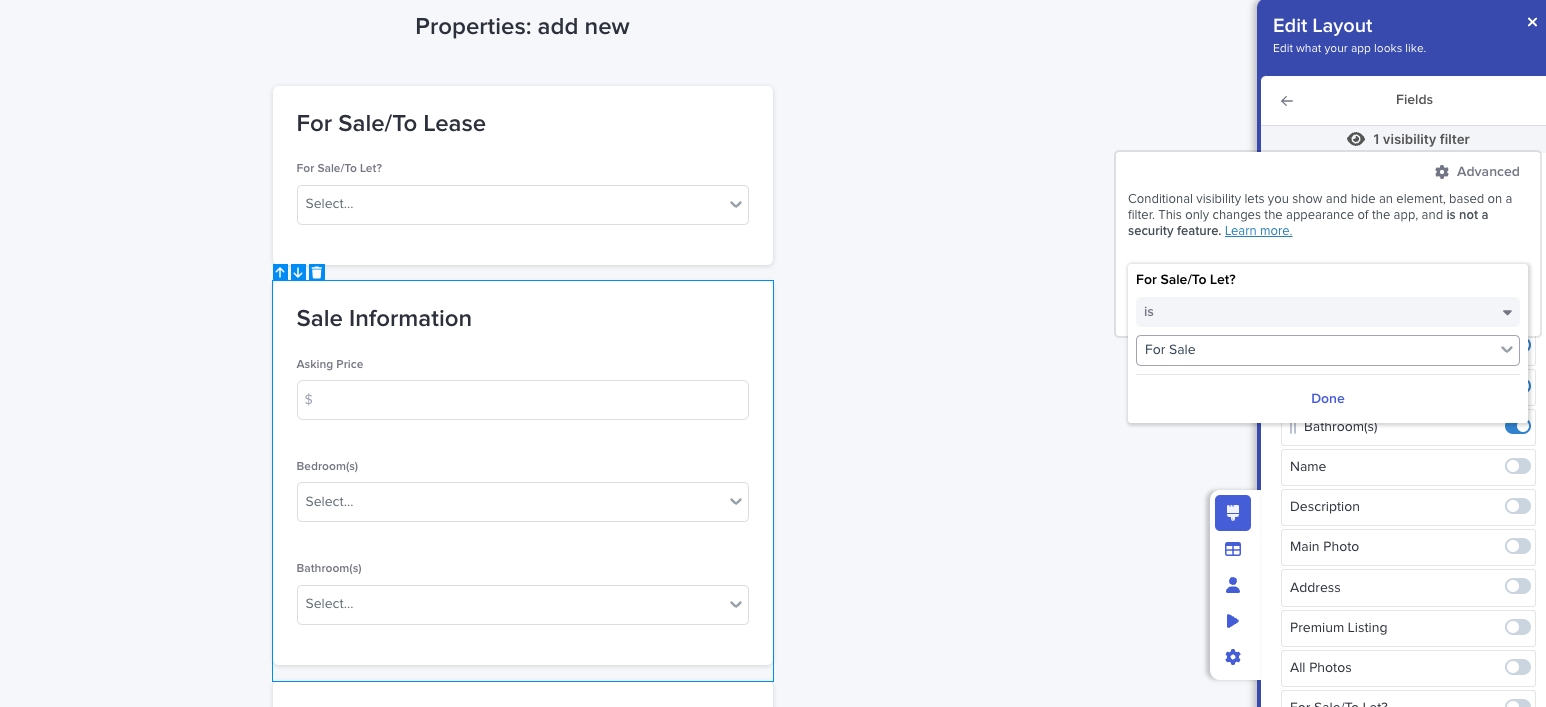 Properties: add new
For Sale/To Lease
For Sale/To Let?
Select...
Sale Information
Asking Price
$
Bedroom(s)
Select...
Bathroom(s)
Select...
Edit Layout
Edit what your app looks like.
Fields
1 visibility filter
Advanced
Conditional visibility lets you show and hide an element, based on a
filter. This only changes the appearance of the app, and is not a
security feature. Learn more.
For Sale/To Let?
is
For Sale
Done
Bathroom(s)
Name
Description
Main Photo
Address
Premium Listing
All Photos
For Sale/To Let?